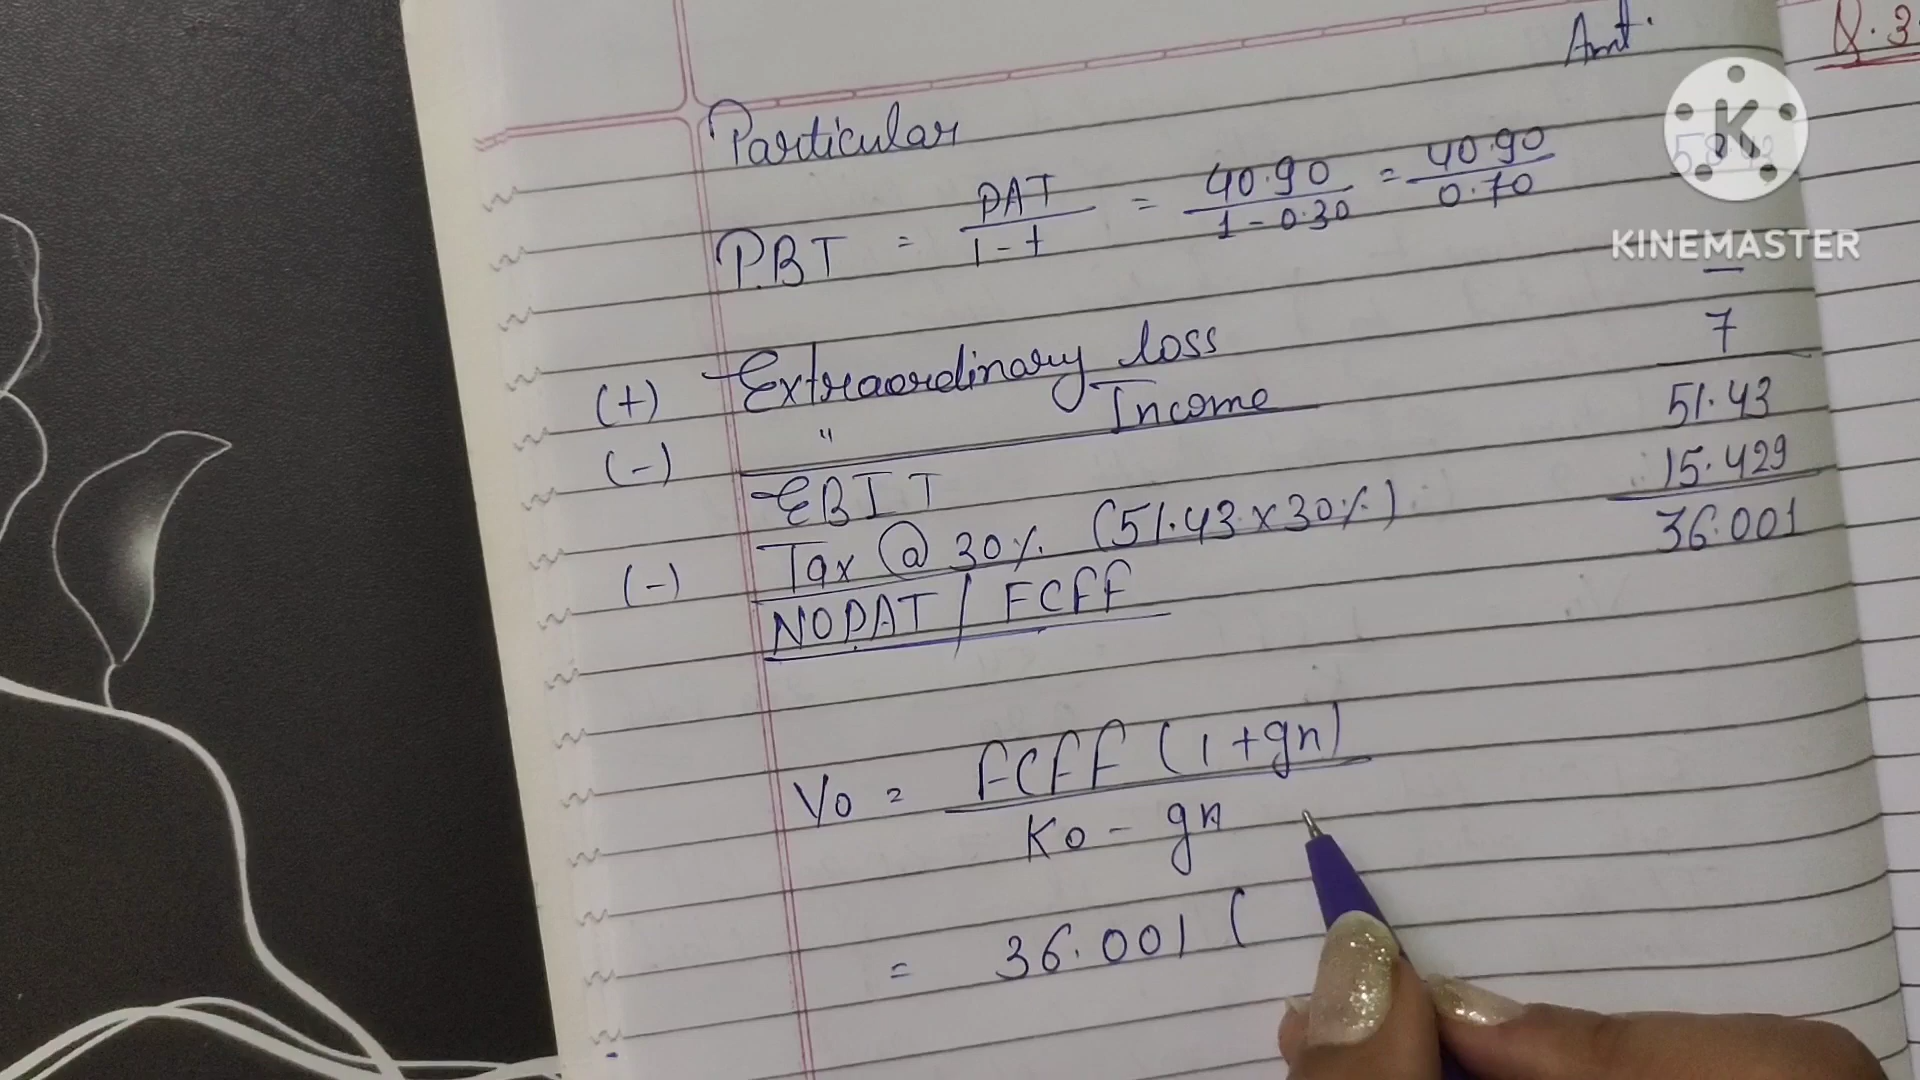 Amt.
Q.3
Particular
P.BT = PAT / 1-t = 40.90 / 1-0.30 = 40.90 / 0.70
K
KINEMASTER
(+) Extraordinary loss —
(-) " Income 7
EBIT 51.43
(-) Tax @ 30% (51.43 x 30%) 15.429
NOPAT / FCFF 36.001
V0 = FCFF (1+gn) / K0 - gn
= 36.001 (